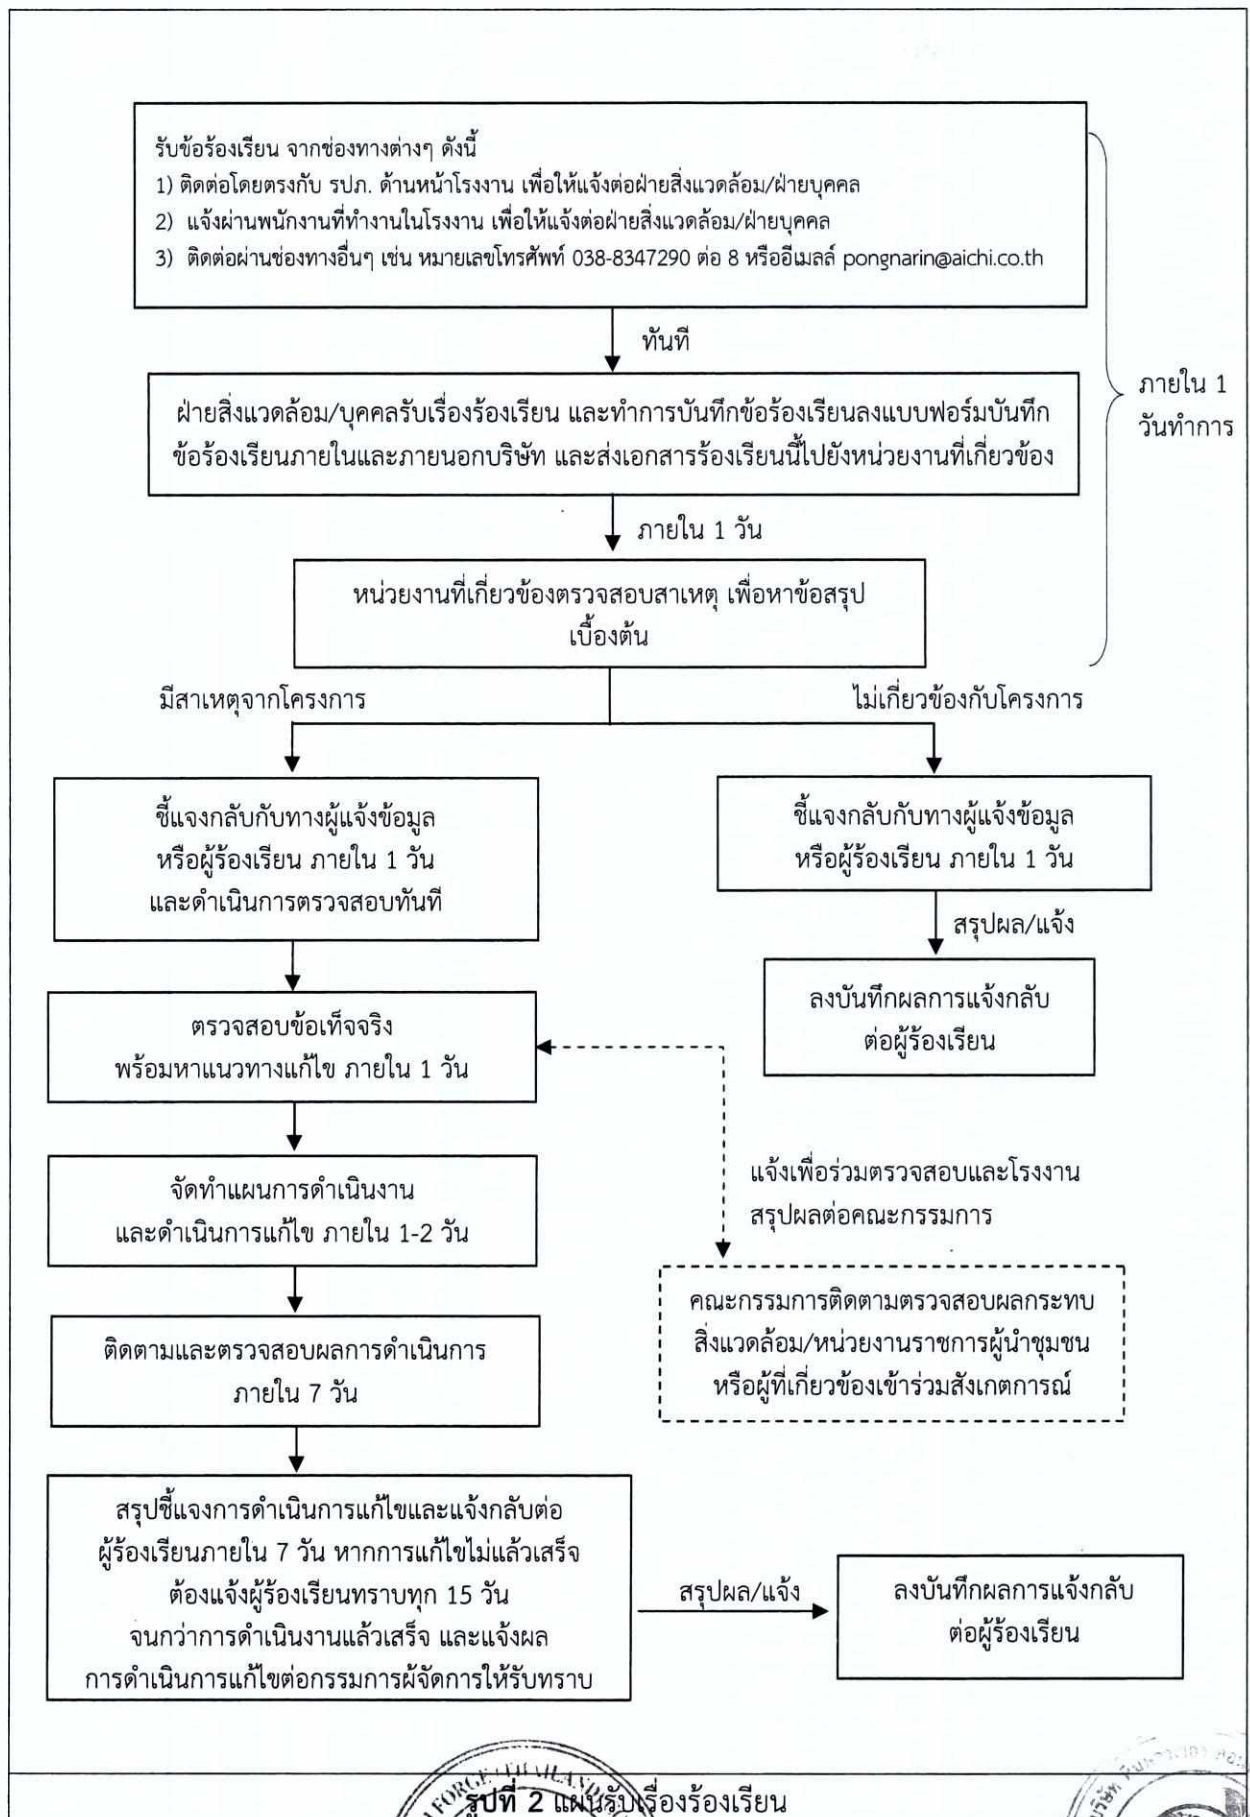 รับข้อร้องเรียน จากช่องทางต่างๆ ดังนี้
1) ติดต่อโดยตรงกับ รปภ. ด้านหน้าโรงงาน เพื่อให้แจ้งต่อฝ่ายสิ่งแวดล้อม/ฝ่ายบุคคล
2) แจ้งผ่านพนักงานที่ทำงานในโรงงาน เพื่อให้แจ้งต่อฝ่ายสิ่งแวดล้อม/ฝ่ายบุคคล
3) ติดต่อผ่านช่องทางอื่นๆ เช่น หมายเลขโทรศัพท์ 038-8347290 ต่อ 8 หรืออีเมลล์ pongnarin@aichi.co.th
ทันที
ภายใน 1
วันทำการ
ฝ่ายสิ่งแวดล้อม/บุคคลรับเรื่องร้องเรียน และทำการบันทึกข้อร้องเรียนลงแบบฟอร์มบันทึก
ข้อร้องเรียนภายในและภายนอกบริษัท และส่งเอกสารร้องเรียนนี้ไปยังหน่วยงานที่เกี่ยวข้อง
ภายใน 1 วัน
หน่วยงานที่เกี่ยวข้องตรวจสอบสาเหตุ เพื่อหาข้อสรุป
เบื้องต้น
มีสาเหตุจากโครงการ
ไม่เกี่ยวข้องกับโครงการ
ชี้แจงกลับกับทางผู้แจ้งข้อมูล
หรือผู้ร้องเรียน ภายใน 1 วัน
และดำเนินการตรวจสอบทันที
ชี้แจงกลับกับทางผู้แจ้งข้อมูล
หรือผู้ร้องเรียน ภายใน 1 วัน
สรุปผล/แจ้ง
ลงบันทึกผลการแจ้งกลับ
ต่อผู้ร้องเรียน
ตรวจสอบข้อเท็จจริง
พร้อมหาแนวทางแก้ไข ภายใน 1 วัน
จัดทำแผนการดำเนินงาน
และดำเนินการแก้ไข ภายใน 1-2 วัน
แจ้งเพื่อร่วมตรวจสอบและโรงงาน
สรุปผลต่อคณะกรรมการ
คณะกรรมการติดตามตรวจสอบผลกระทบ
สิ่งแวดล้อม/หน่วยงานราชการผู้นำชุมชน
หรือผู้ที่เกี่ยวข้องเข้าร่วมสังเกตการณ์
ติดตามและตรวจสอบผลการดำเนินการ
ภายใน 7 วัน
สรุปชี้แจงการดำเนินการแก้ไขและแจ้งกลับต่อ
ผู้ร้องเรียนภายใน 7 วัน หากการแก้ไขไม่แล้วเสร็จ
ต้องแจ้งผู้ร้องเรียนทราบทุก 15 วัน
จนกว่าการดำเนินงานแล้วเสร็จ และแจ้งผล
การดำเนินการแก้ไขต่อกรรมการผู้จัดการให้รับทราบ
สรุปผล/แจ้ง
ลงบันทึกผลการแจ้งกลับ
ต่อผู้ร้องเรียน
FORGE (THAILAND)
รูปที่ 2 แผนรับเรื่องร้องเรียน
บริษัท